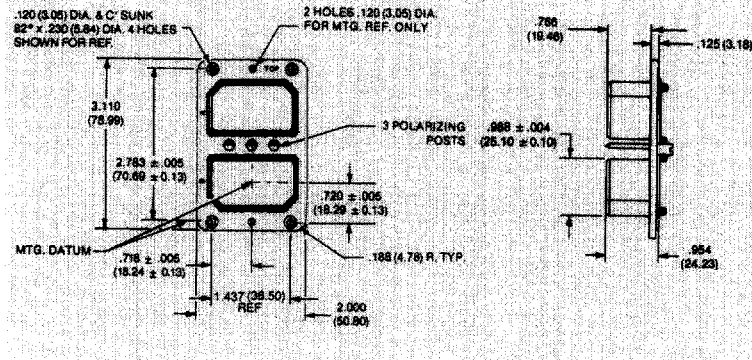 .120 (3.05) DIA. & C' SUNK
82° x .230 (5.84) DIA. 4 HOLES
SHOWN FOR REF.
2 HOLES .120 (3.05) DIA.
FOR MTG. REF. ONLY
TOP
3.110
(78.99)
2.783 ± .005
(70.69 ± 0.13)
3 POLARIZING
POSTS
.720 ± .005
(18.29 ± 0.13)
MTG. DATUM
.718 ± .005
(18.24 ± 0.13)
.188 (4.78) R. TYP.
1.437 (36.50)
REF
2.000
(50.80)
.766
(19.46)
.125 (3.18)
.988 ± .004
(25.10 ± 0.10)
.954
(24.23)